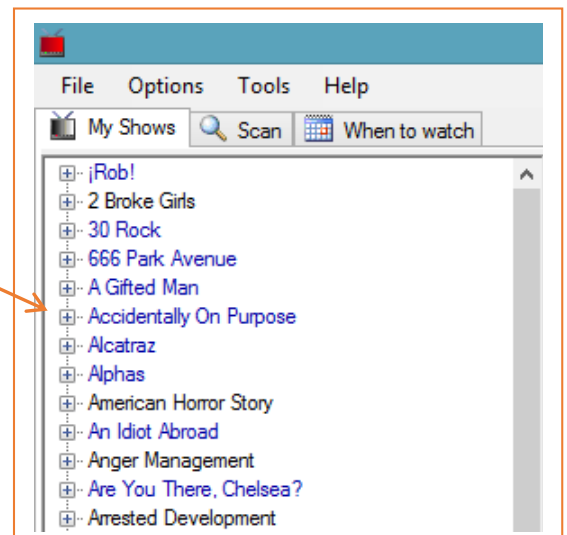 File Options Tools Help
My Shows Scan When to watch
¡Rob!
2 Broke Girls
30 Rock
666 Park Avenue
A Gifted Man
Accidentally On Purpose
Alcatraz
Alphas
American Horror Story
An Idiot Abroad
Anger Management
Are You There, Chelsea?
Arrested Development